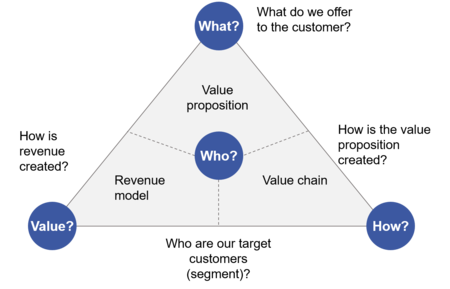 What?
What do we offer
to the customer?
Value
proposition
How is
revenue
created?
Who?
How is the value
proposition
created?
Revenue
model
Value chain
Value?
How?
Who are our target
customers
(segment)?